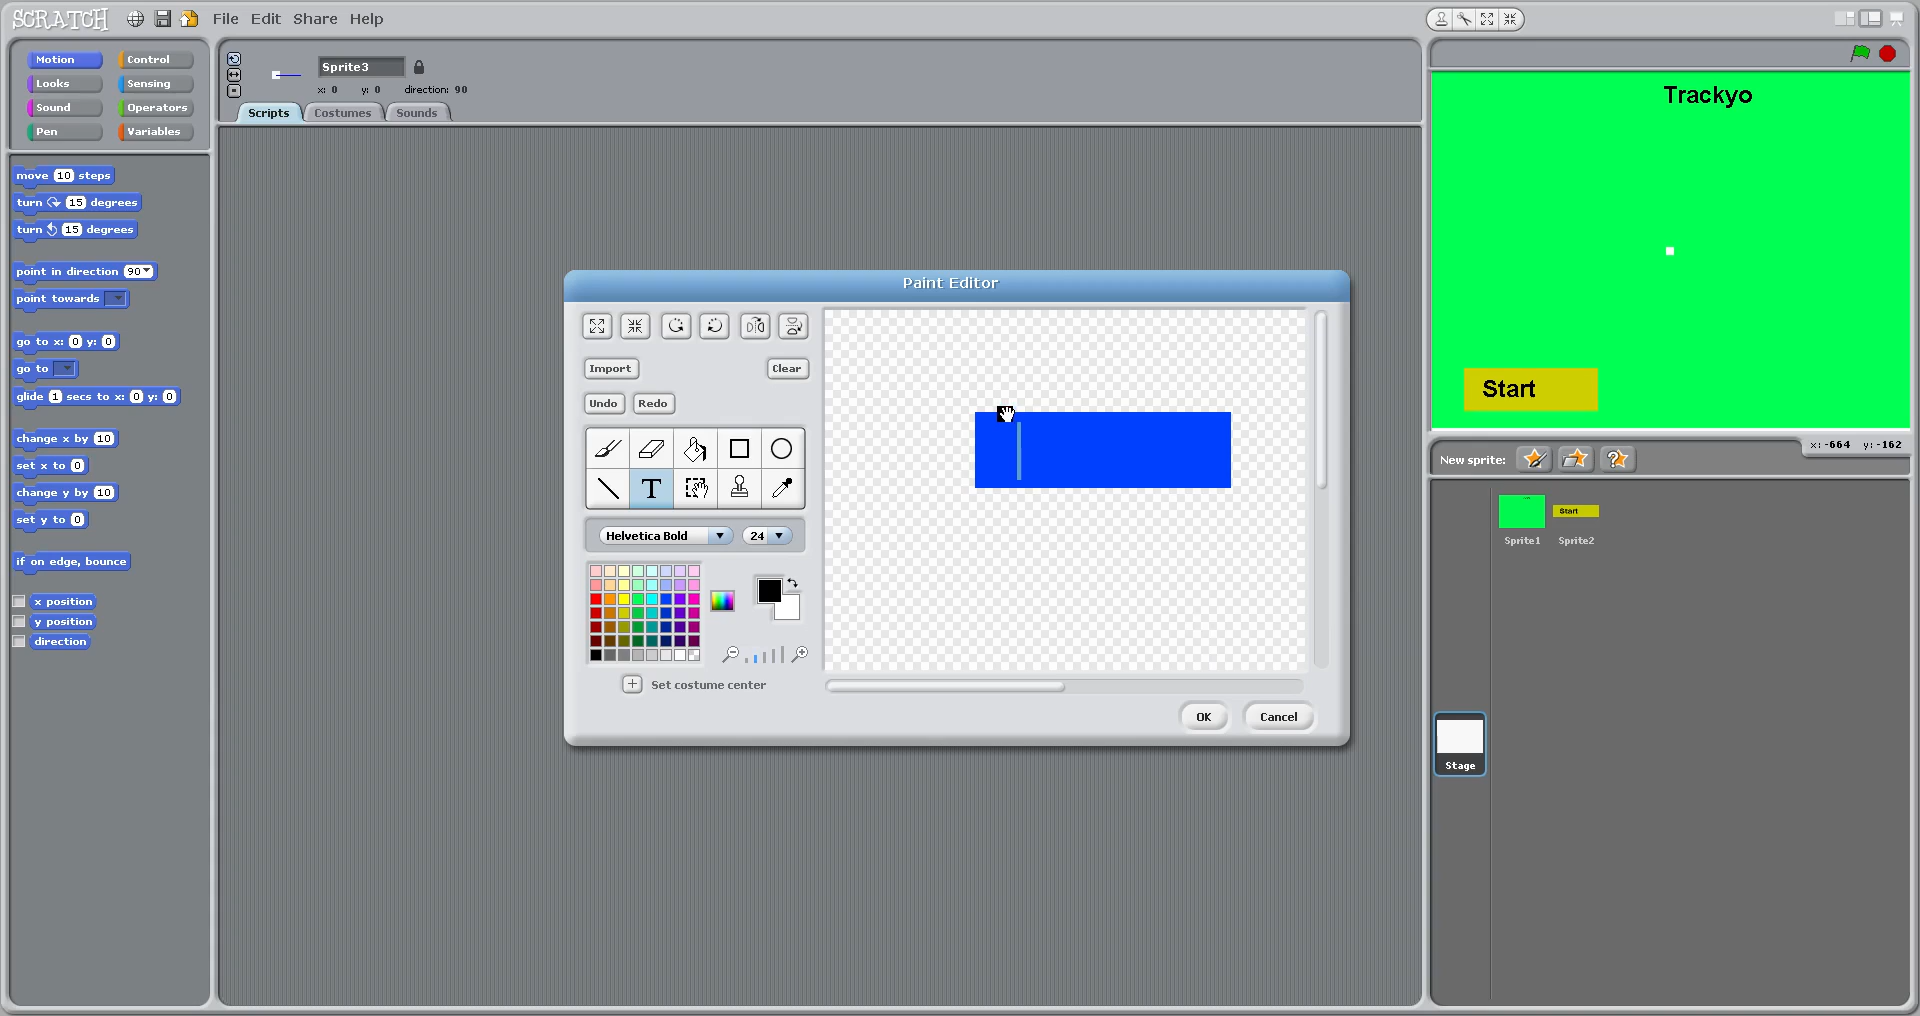 SCRATCH File Edit Share Help
Motion Control
Looks Sensing
Sound Operators
Pen Variables
move 10 steps
turn 15 degrees
turn 15 degrees
point in direction 90
point towards
go to x: 0 y: 0
go to
glide 1 secs to x: 0 y: 0
change x by 10
set x to 0
change y by 10
set y to 0
if on edge, bounce
x position
y position
direction
Sprite3
x: 0 y: 0 direction: 90
Scripts Costumes Sounds
Paint Editor
Import Clear
Undo Redo
T
Helvetica Bold 24
Set costume center
OK Cancel
Trackyo
Start
x: -664 y: -162
New sprite:
Start
Sprite1 Sprite2
Stage